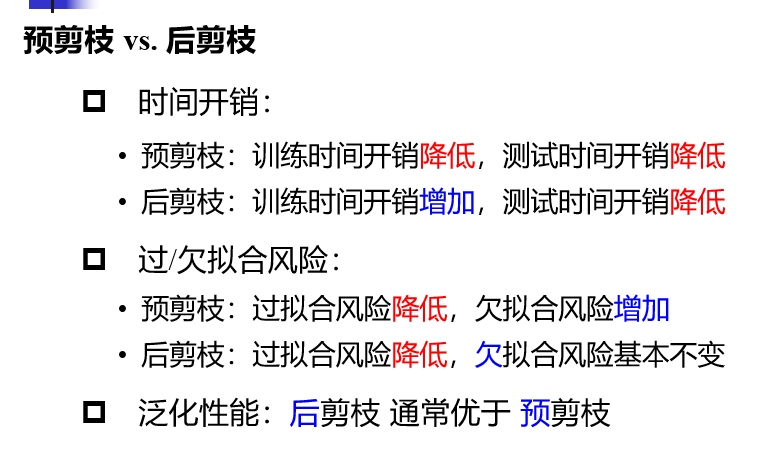 预剪枝 vs. 后剪枝
时间开销：
• 预剪枝：训练时间开销降低，测试时间开销降低
• 后剪枝：训练时间开销增加，测试时间开销降低
过/欠拟合风险：
• 预剪枝：过拟合风险降低，欠拟合风险增加
• 后剪枝：过拟合风险降低，欠拟合风险基本不变
泛化性能：后剪枝 通常优于 预剪枝